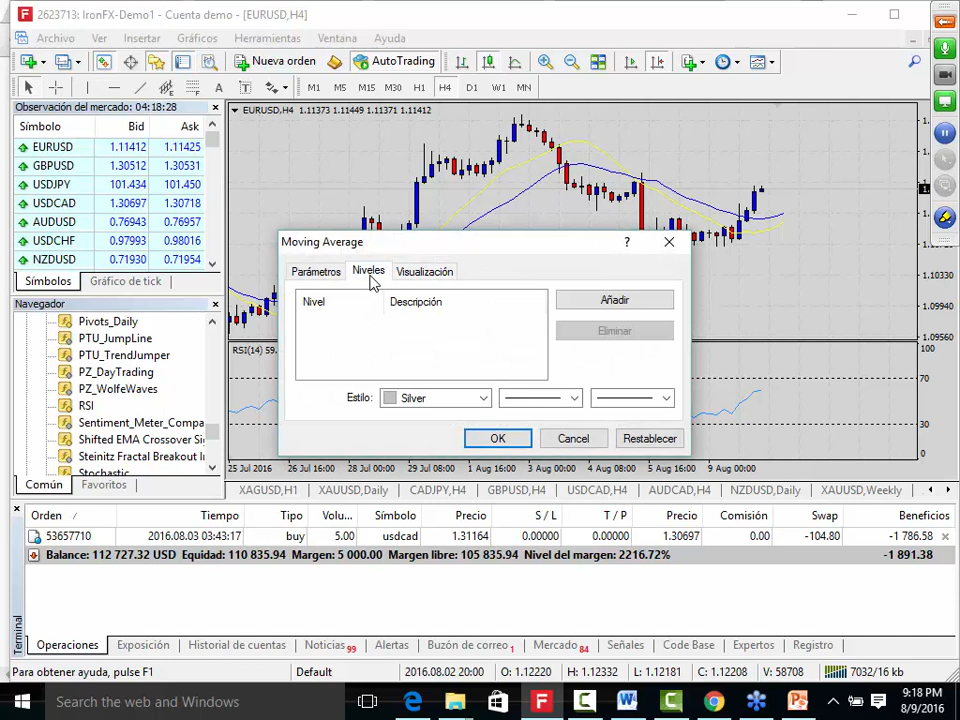 2623713: IronFX-Demo1 - Cuenta demo - [EURUSD,H4]
Archivo Ver Insertar Gráficos Herramientas Ventana Ayuda
Nueva orden AutoTrading
A T M1 M5 M15 M30 H1 H4 D1 W1 MN
Observación del mercado: 04:18:28
Símbolo Bid Ask
EURUSD 1.11412 1.11425
GBPUSD 1.30512 1.30531
USDJPY 101.434 101.450
USDCAD 1.30697 1.30718
AUDUSD 0.76943 0.76957
USDCHF 0.97993 0.98016
NZDUSD 0.71930 0.71954
Símbolos Gráfico de tick
Navegador
Pivots_Daily
PTU_JumpLine
PTU_TrendJumper
PZ_DayTrading
PZ_WolfeWaves
RSI
Sentiment_Meter_Compa
Shifted EMA Crossover Sig
Steinitz Fractal Breakout In
Stochastic
Común Favoritos
EURUSD,H4 1.11373 1.11449 1.11371 1.11412
1.10330
1.09940
1.09560
Moving Average
?
Parámetros Niveles Visualización
Nivel Descripción
Añadir
Eliminar
Estilo: Silver
OK Cancel Restablecer
RSI(14) 59.
100
70
30
0
25 Jul 2016 26 Jul 16:00 28 Jul 00:00 29 Jul 08:00 1 Aug 16:00 3 Aug 00:00 4 Aug 08:00 5 Aug 16:00 9 Aug 00:00
XAGUSD,H1 XAUUSD,Daily CADJPY,H4 GBPUSD,H4 USDCAD,H4 AUDCAD,H4 NZDUSD,Daily XAUUSD,Weekly
Orden Tiempo Tipo Volu... Símbolo Precio S / L T / P Precio Comisión Swap Beneficios
53657710 2016.08.03 03:43:17 buy 5.00 usdcad 1.31164 0.00000 0.00000 1.30697 0.00 -104.80 -1 786.58
Balance: 112 727.32 USD Equidad: 110 835.94 Margen: 5 000.00 Margen libre: 105 835.94 Nivel del margen: 2216.72% -1 891.38
Terminal
Operaciones Exposición Historial de cuentas Noticias 99 Alertas Buzón de correo 1 Mercado 84 Señales Code Base Expertos Registro
Para obtener ayuda, pulse F1 Default 2016.08.02 20:00 O: 1.12220 H: 1.12332 L: 1.12181 C: 1.12208 V: 58708 7032/16 kb
Search the web and Windows
9:18 PM
8/9/2016